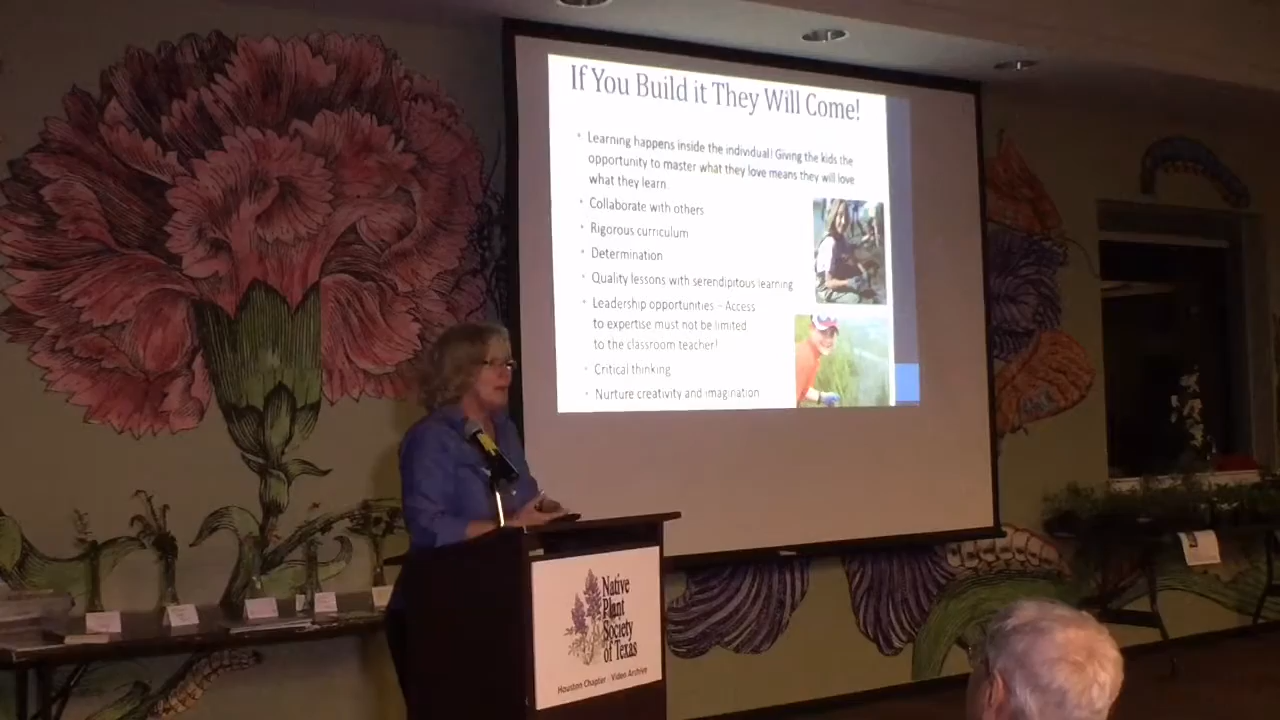 If You Build it They Will Come!
• Learning happens inside the individual! Giving the kids the
opportunity to master what they love means they will love
what they learn.
• Collaborate with others
• Rigorous curriculum
• Determination
• Quality lessons with serendipitous learning
• Leadership opportunities – Access
to expertise must not be limited
to the classroom teacher!
• Critical thinking
• Nurture creativity and imagination
Native
Plant
Society
of Texas
Houston Chapter - Video Archive